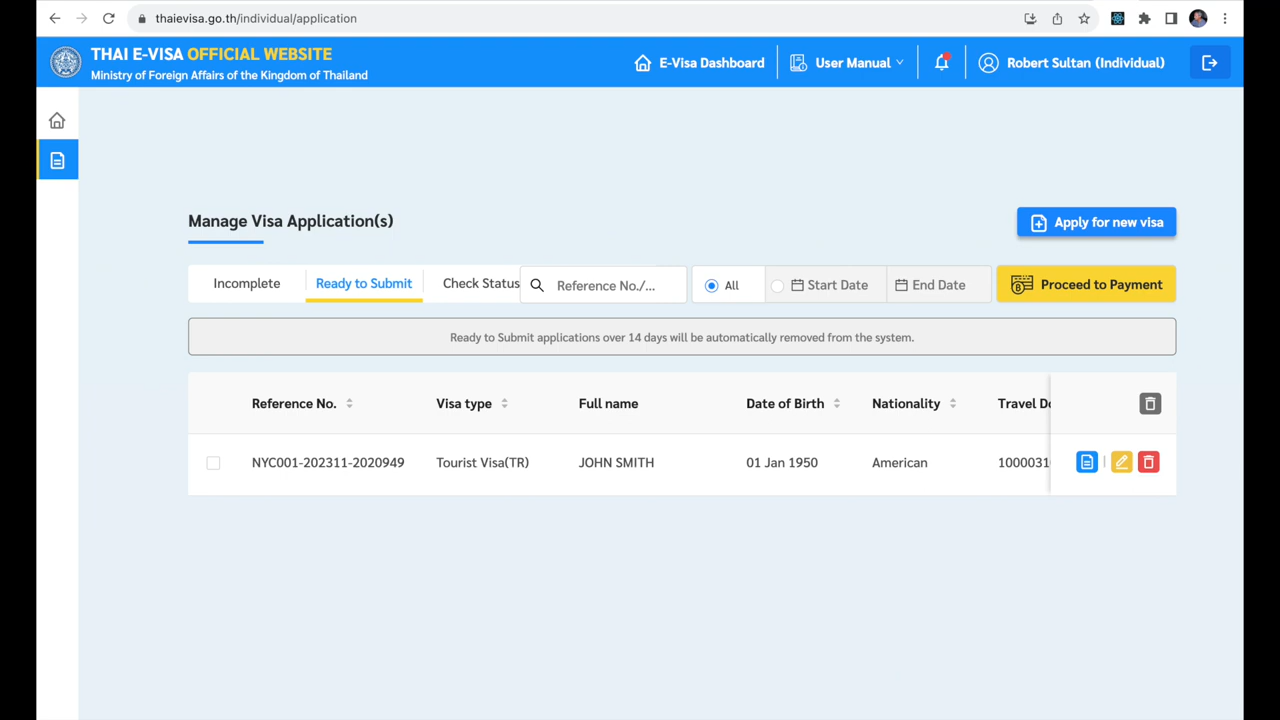 thaievisa.go.th/individual/application
THAI E-VISA OFFICIAL WEBSITE
Ministry of Foreign Affairs of the Kingdom of Thailand
E-Visa Dashboard
User Manual
Robert Sultan (Individual)
Manage Visa Application(s)
Apply for new visa
Incomplete
Ready to Submit
Check Status
Reference No./...
All
Start Date
End Date
Proceed to Payment
Ready to Submit applications over 14 days will be automatically removed from the system.
Reference No. Visa type Full name Date of Birth Nationality Travel Do
NYC001-202311-2020949 Tourist Visa(TR) JOHN SMITH 01 Jan 1950 American 1000031